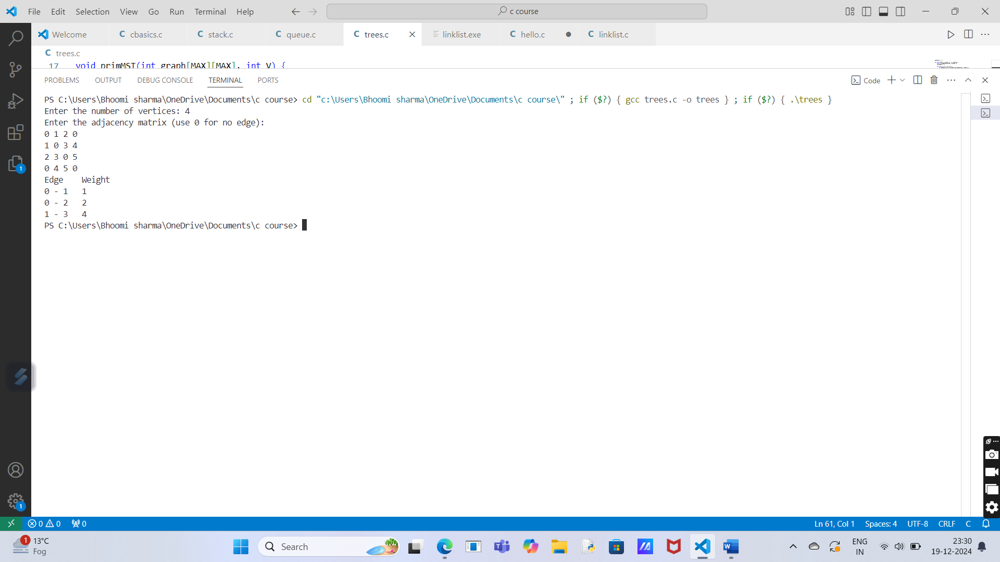 File Edit Selection View Go Run Terminal Help
c course
Welcome
cbasics.c
stack.c
queue.c
trees.c
linklist.exe
hello.c
linklist.c
trees.c
17 void primMST(int graph[MAX][MAX], int V) {
PROBLEMS OUTPUT DEBUG CONSOLE TERMINAL PORTS
Code
PS C:\Users\Bhoomi sharma\OneDrive\Documents\c course> cd "c:\Users\Bhoomi sharma\OneDrive\Documents\c course\" ; if ($?) { gcc trees.c -o trees } ; if ($?) { .\trees }
Enter the number of vertices: 4
Enter the adjacency matrix (use 0 for no edge):
0 1 2 0
1 0 3 4
2 3 0 5
0 4 5 0
Edge Weight
0 - 1 1
0 - 2 2
1 - 3 4
PS C:\Users\Bhoomi sharma\OneDrive\Documents\c course>
1
1
0 0 0
Ln 61, Col 1 Spaces: 4 UTF-8 CRLF C
1
13°C
Fog
Search
ENG
IN
23:30
19-12-2024